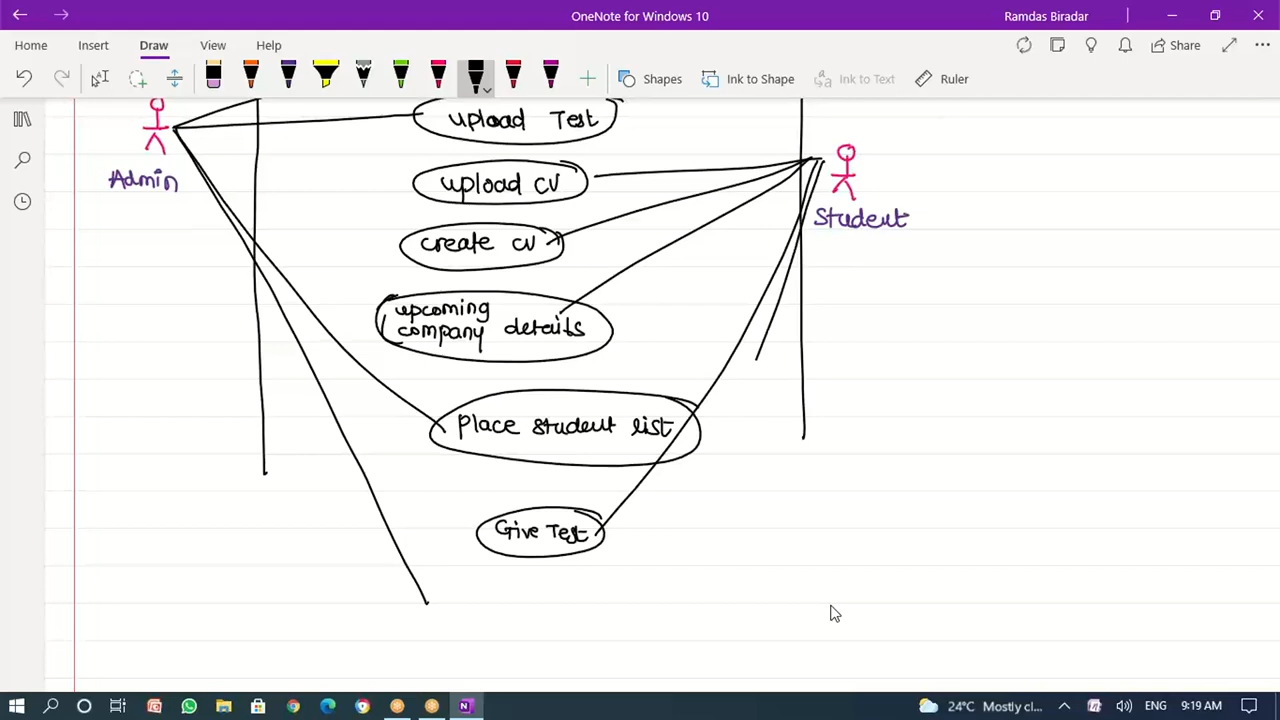 OneNote for Windows 10
Ramdas Biradar
Home
Insert
Draw
View
Help
Share
Shapes
Ink to Shape
Ink to Text
Ruler
upload Test
Admin
upload cv
Student
create cv
upcoming
company details
Place student list
Give Test
24°C Mostly cl...
ENG
9:19 AM